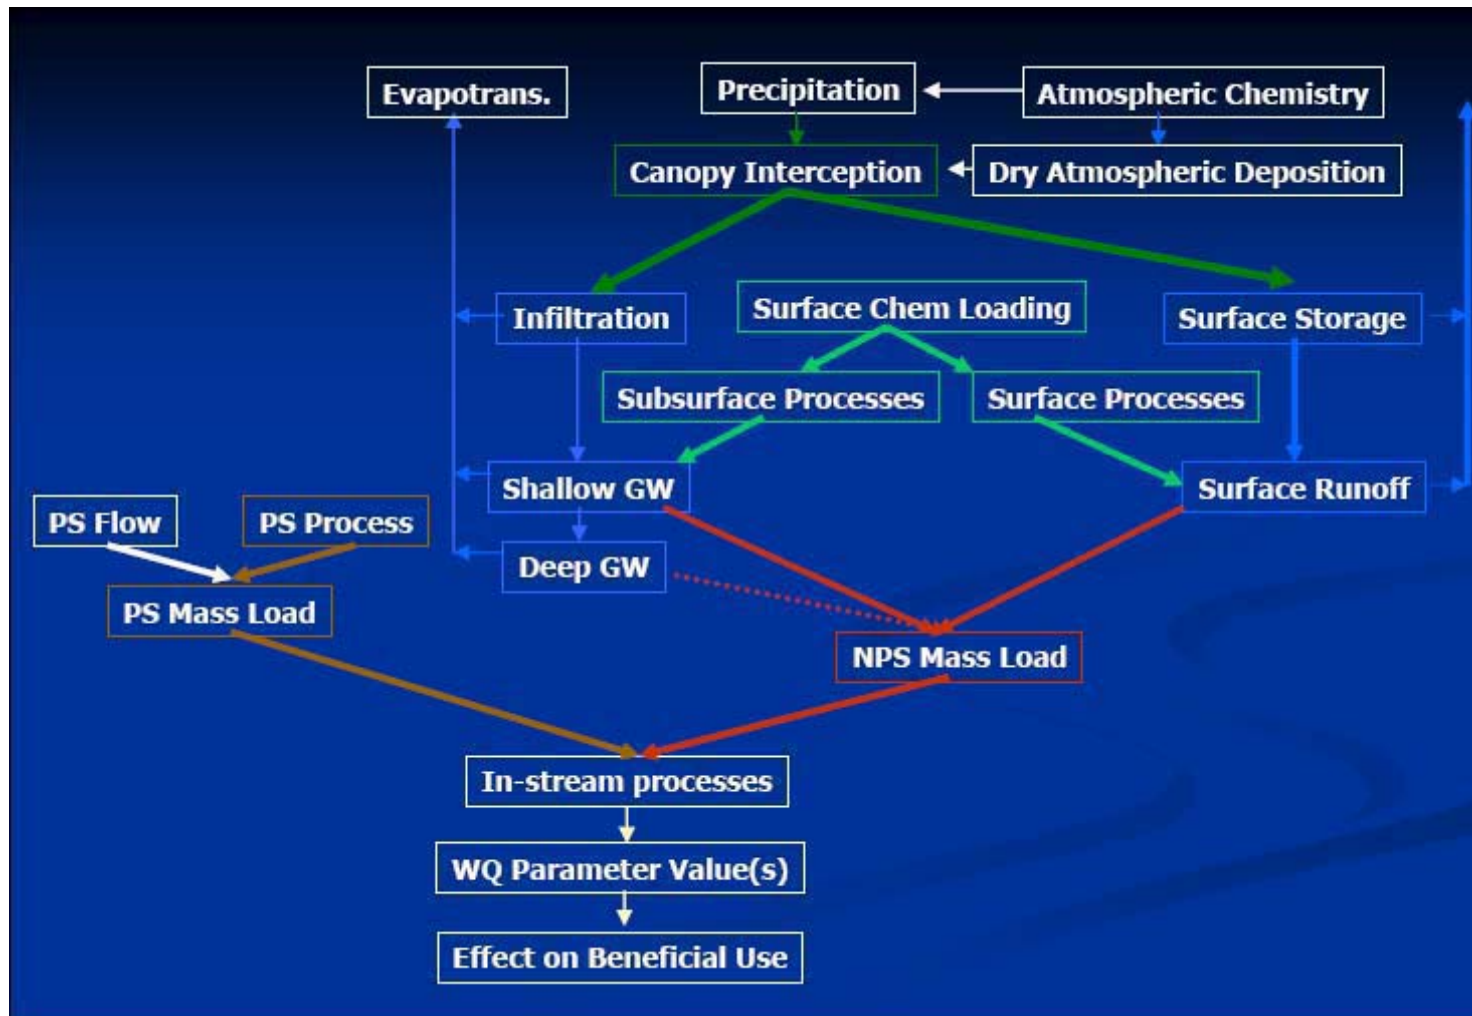 Evapotrans.
Precipitation
Atmospheric Chemistry
Canopy Interception
Dry Atmospheric Deposition
Infiltration
Surface Chem Loading
Surface Storage
Subsurface Processes
Surface Processes
Shallow GW
Surface Runoff
PS Flow
PS Process
Deep GW
PS Mass Load
NPS Mass Load
In-stream processes
WQ Parameter Value(s)
Effect on Beneficial Use